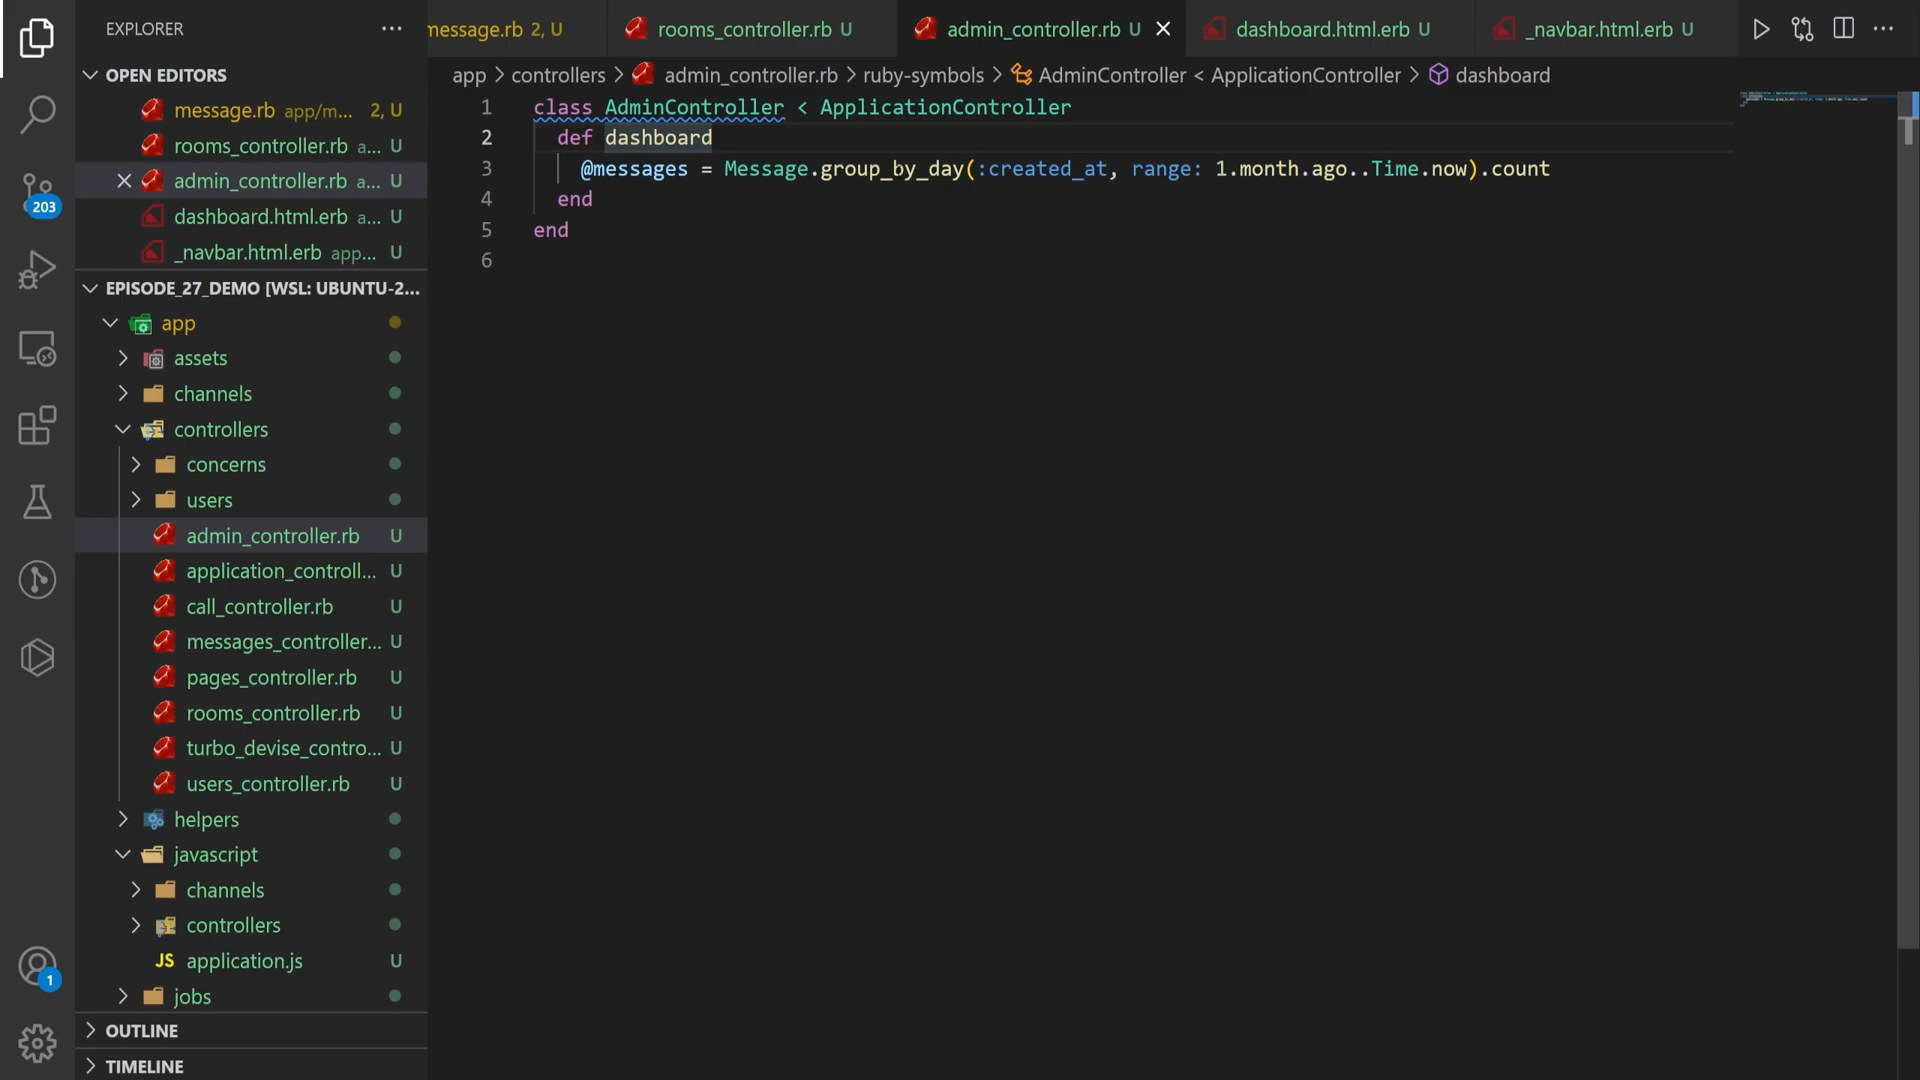 EXPLORER
message.rb 2, U
rooms_controller.rb U
admin_controller.rb U
dashboard.html.erb U
_navbar.html.erb U
OPEN EDITORS
message.rb app/m... 2, U
rooms_controller.rb a... U
admin_controller.rb a... U
dashboard.html.erb a... U
_navbar.html.erb app... U
app > controllers > admin_controller.rb > ruby-symbols > AdminController < ApplicationController > dashboard
1 class AdminController < ApplicationController
2 def dashboard
3 @messages = Message.group_by_day(:created_at, range: 1.month.ago..Time.now).count
4 end
5 end
6
EPISODE_27_DEMO [WSL: UBUNTU-2...
app
assets
channels
controllers
concerns
users
admin_controller.rb U
application_controll... U
call_controller.rb U
messages_controller... U
pages_controller.rb U
rooms_controller.rb U
turbo_devise_contro... U
users_controller.rb U
helpers
javascript
channels
controllers
JS application.js U
jobs
OUTLINE
TIMELINE
203
1